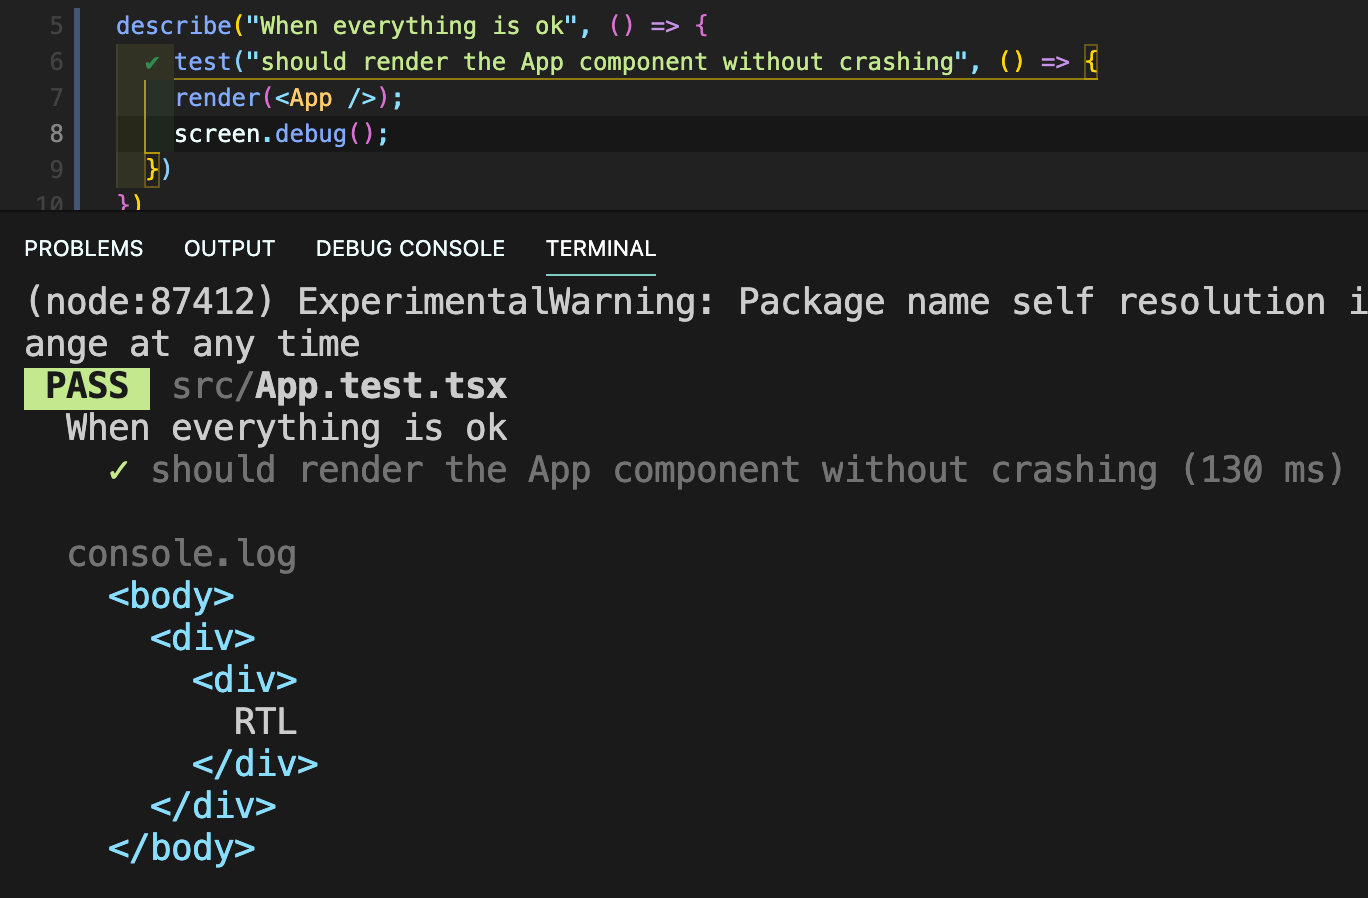 5 describe("When everything is ok", () => {
6 ✔ test("should render the App component without crashing", () => {
7 render(<App />);
8 screen.debug();
9 })
10 })
PROBLEMS OUTPUT DEBUG CONSOLE TERMINAL
(node:87412) ExperimentalWarning: Package name self resolution i
ange at any time
PASS src/App.test.tsx
When everything is ok
✓ should render the App component without crashing (130 ms)
console.log
<body>
<div>
<div>
RTL
</div>
</div>
</body>